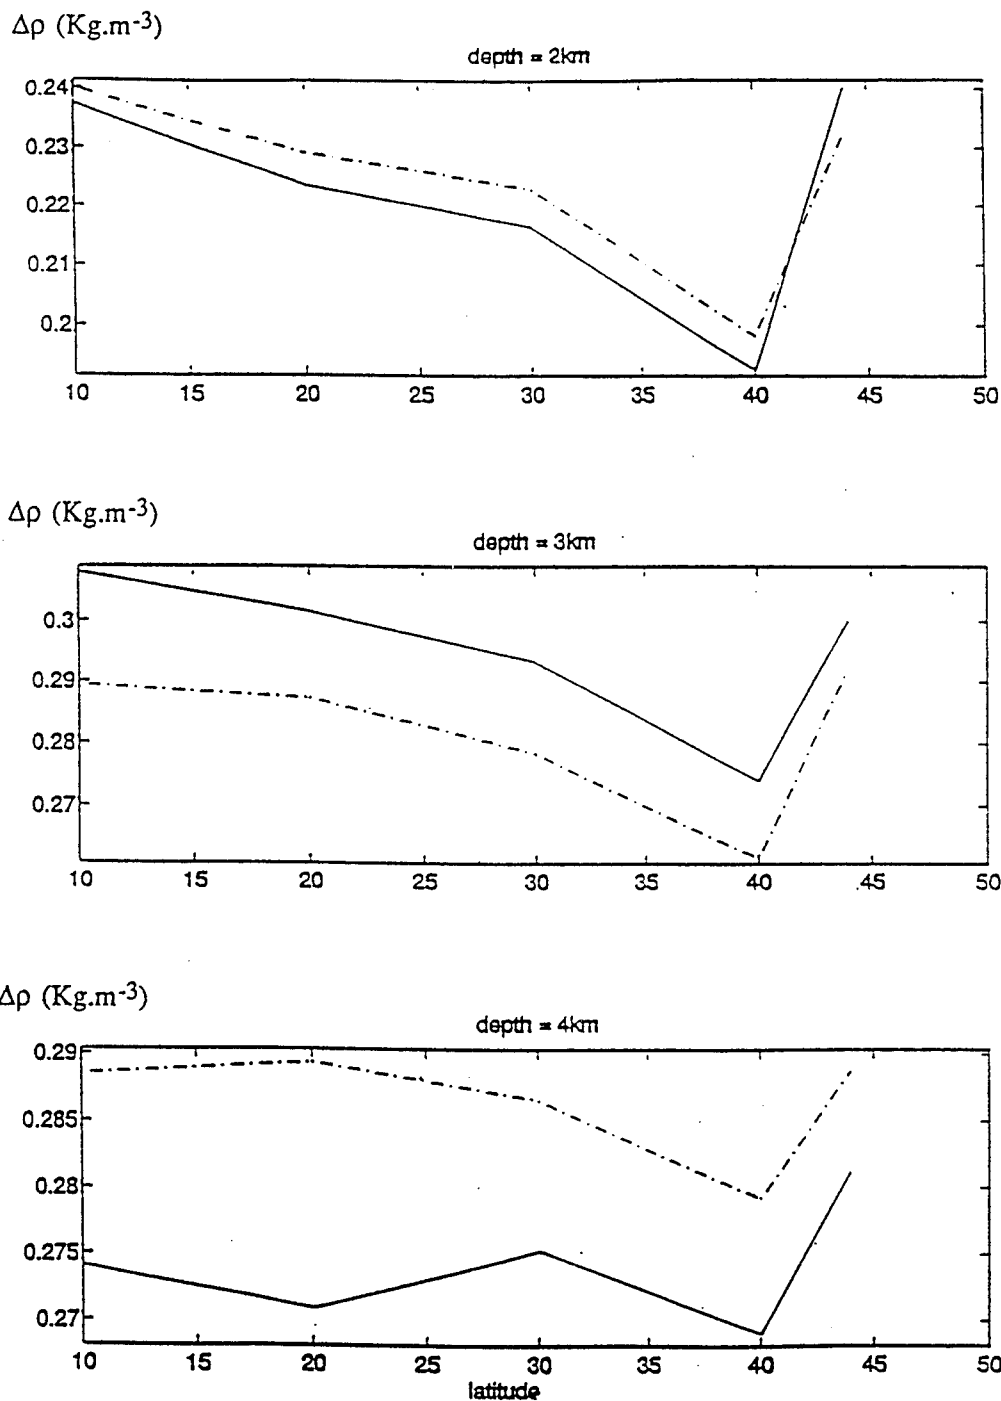 Δρ (Kg.m-3)
depth = 2km
0.24
0.23
0.22
0.21
0.2
10 15 20 25 30 35 40 45 50
Δρ (Kg.m-3)
depth = 3km
0.3
0.29
0.28
0.27
10 15 20 25 30 35 40 45 50
Δρ (Kg.m-3)
depth = 4km
0.29
0.285
0.28
0.275
0.27
10 15 20 25 30 35 40 45 50
latitude